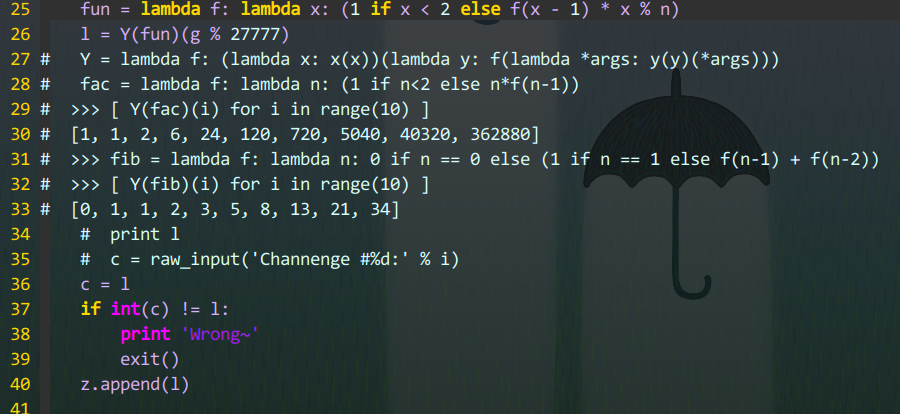 25 fun = lambda f: lambda x: (1 if x < 2 else f(x - 1) * x % n)
26 l = Y(fun)(g % 27777)
27 # Y = lambda f: (lambda x: x(x))(lambda y: f(lambda *args: y(y)(*args)))
28 # fac = lambda f: lambda n: (1 if n<2 else n*f(n-1))
29 # >>> [ Y(fac)(i) for i in range(10) ]
30 # [1, 1, 2, 6, 24, 120, 720, 5040, 40320, 362880]
31 # >>> fib = lambda f: lambda n: 0 if n == 0 else (1 if n == 1 else f(n-1) + f(n-2))
32 # >>> [ Y(fib)(i) for i in range(10) ]
33 # [0, 1, 1, 2, 3, 5, 8, 13, 21, 34]
34 # print l
35 # c = raw_input('Channenge #%d:' % i)
36 c = l
37 if int(c) != l:
38 print 'Wrong~'
39 exit()
40 z.append(l)
41